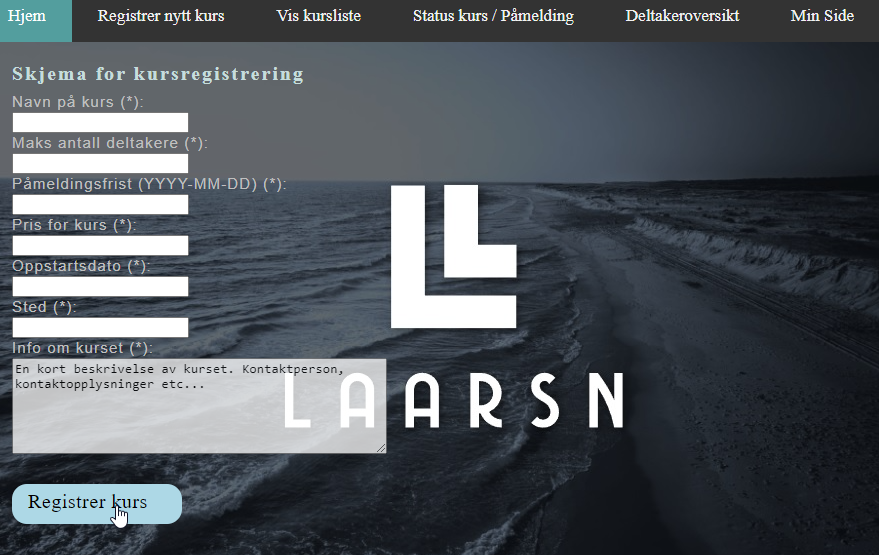 Hjem Registrer nytt kurs Vis kursliste Status kurs / Påmelding Deltakeroversikt Min Side
Skjema for kursregistrering
Navn på kurs (*):
Maks antall deltakere (*):
Påmeldingsfrist (YYYY-MM-DD) (*):
Pris for kurs (*):
Oppstartsdato (*):
Sted (*):
Info om kurset (*):
En kort beskrivelse av kurset. Kontaktperson,
kontaktopplysninger etc...
LAARSN
Registrer kurs